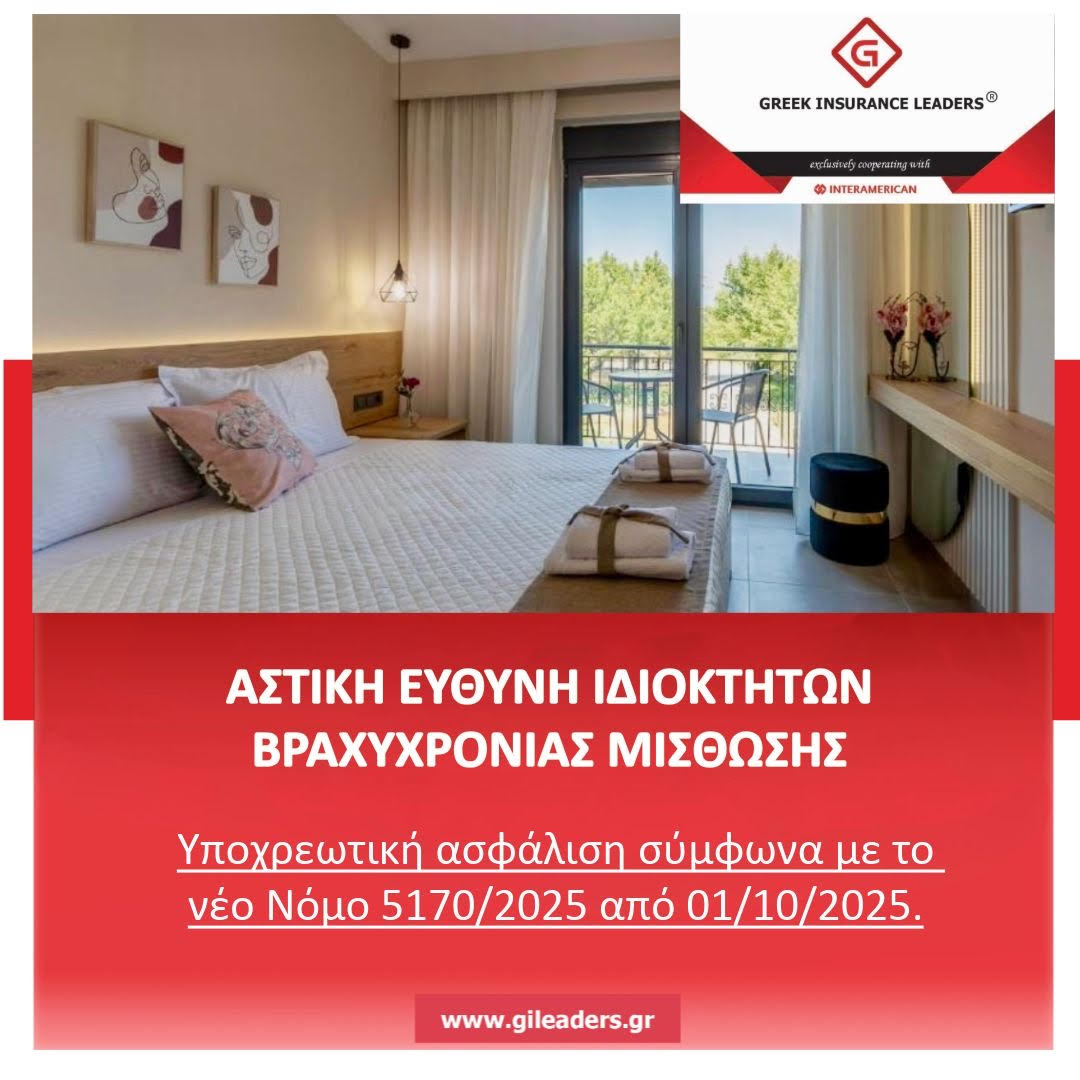 G
GREEK INSURANCE LEADERS®
exclusively cooperating with
INTERAMERICAN
ΑΣΤΙΚΗ ΕΥΘΥΝΗ ΙΔΙΟΚΤΗΤΩΝ
ΒΡΑΧΥΧΡΟΝΙΑΣ ΜΙΣΘΩΣΗΣ
Υποχρεωτική ασφάλιση σύμφωνα με το
νέο Νόμο 5170/2025 από 01/10/2025.
www.gileaders.gr